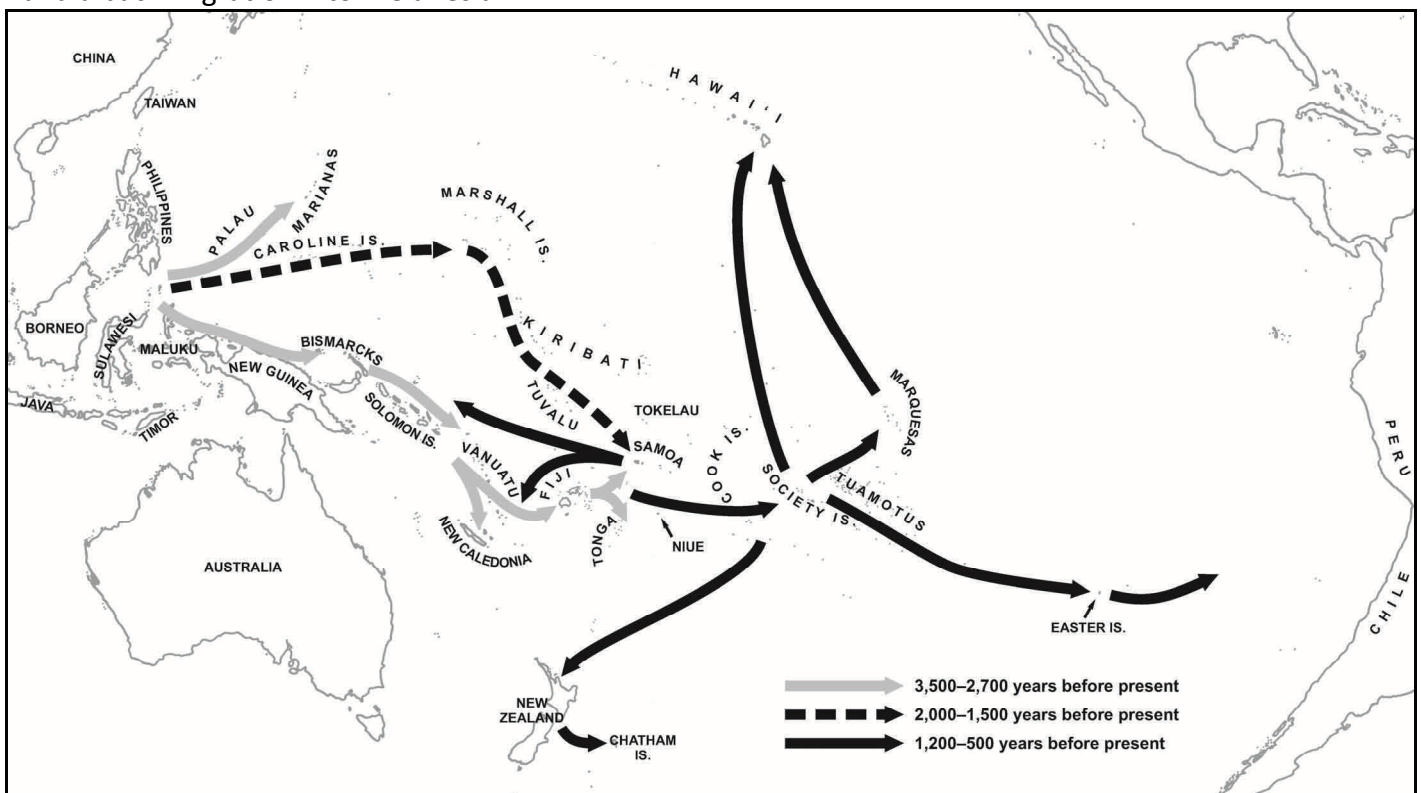 CHINA
TAIWAN
HAWAI'I
PHILIPPINES
PALAU
MARIANAS
CAROLINE IS.
MARSHALL IS.
BORNEO
SULAWESI
MALUKU
BISMARCKS
NEW GUINEA
KIRIBATI
JAVA
TIMOR
SOLOMON IS.
TUVALU
TOKELAU
SAMOA
COOK IS.
MARQUESAS
PERU
VANUATU
FIJI
SOCIETY IS.
TUAMOTUS
NEW CALEDONIA
TONGA
NIUE
AUSTRALIA
EASTER IS.
CHILE
3,500–2,700 years before present
2,000–1,500 years before present
1,200–500 years before present
NEW
ZEALAND
CHATHAM
IS.